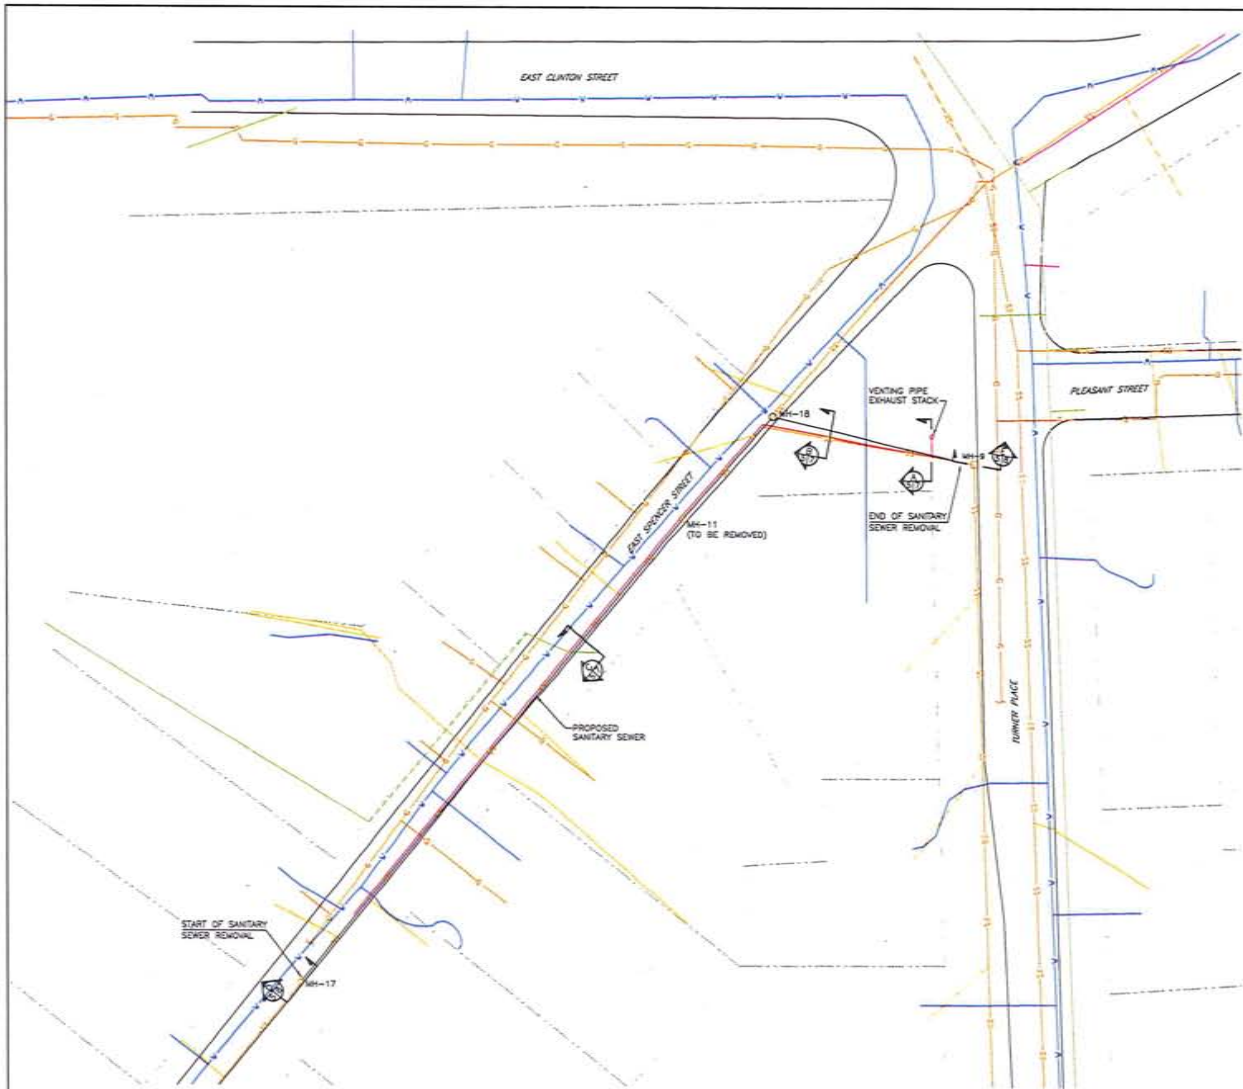 EAST CLINTON STREET
PLEASANT STREET
VENTING PIPE
EXHAUST STACK
MH-18
MH-9
A
317
END OF SANITARY
SEWER REMOVAL
EAST SPENCER STREET
MH-11
(TO BE REMOVED)
TURNER PLACE
PROPOSED
SANITARY SEWER
START OF SANITARY
SEWER REMOVAL
MH-17